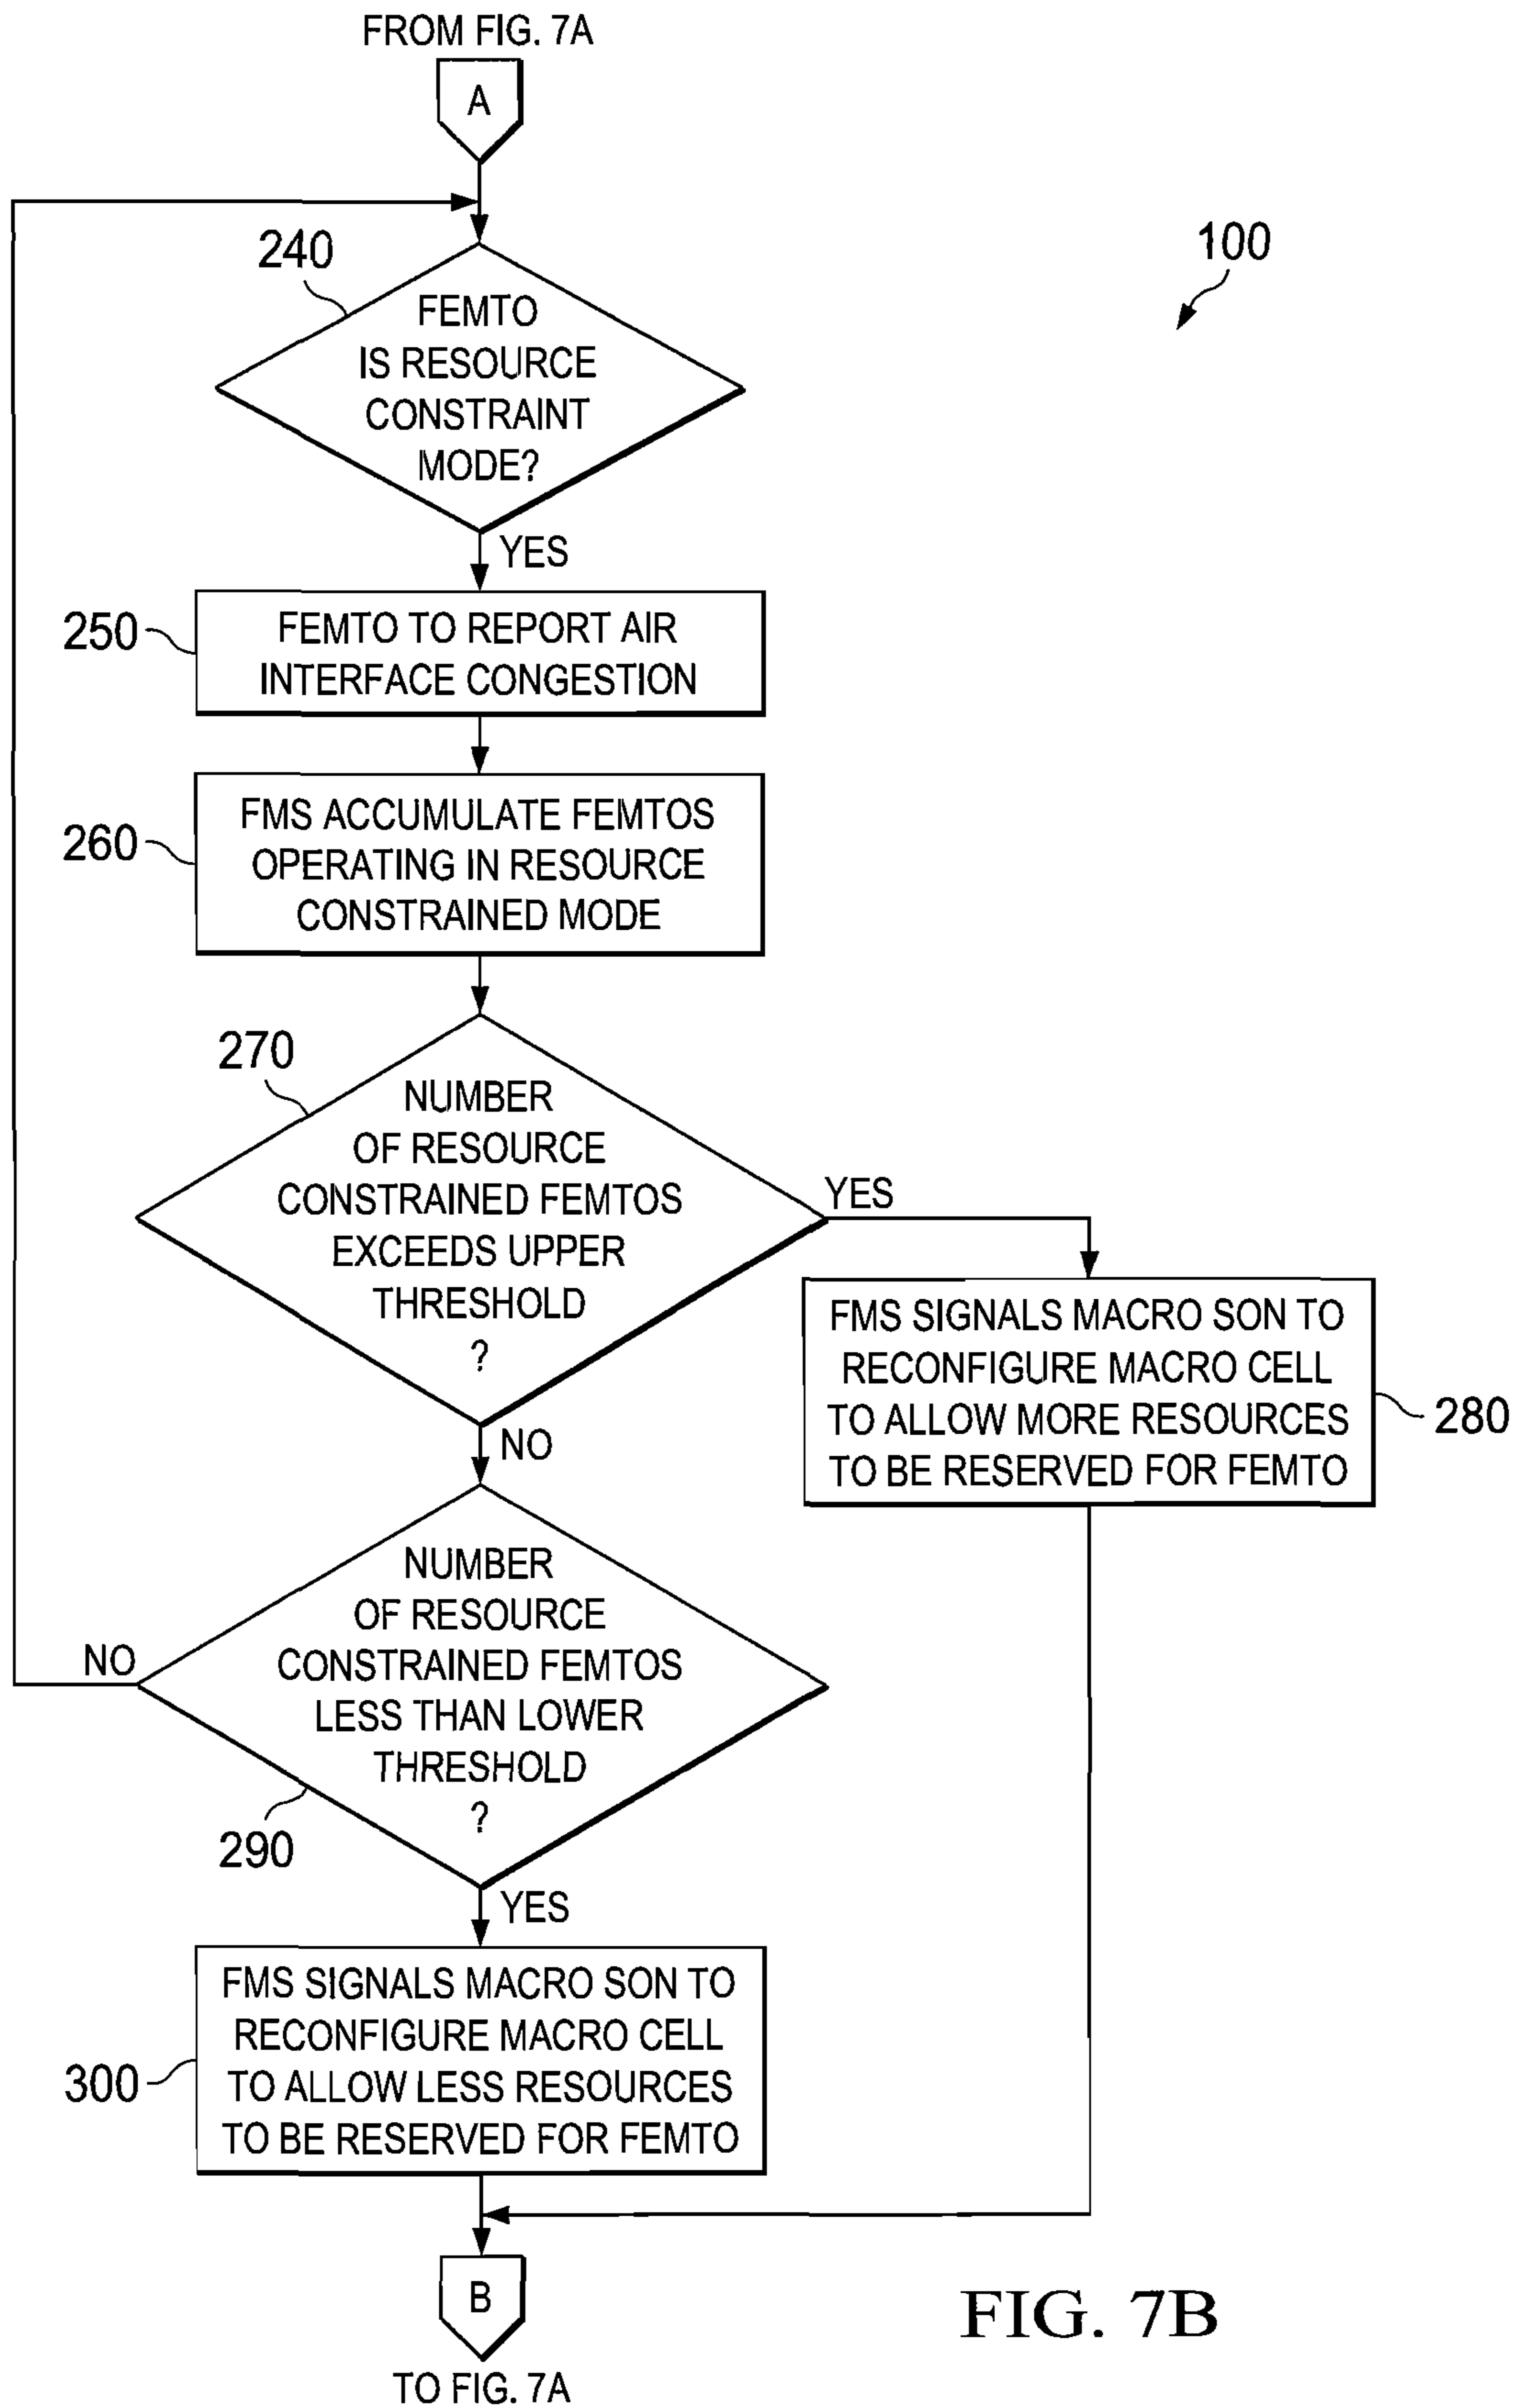 FROM FIG. 7A
A
100
240
FEMTO
IS RESOURCE
CONSTRAINT
MODE?
YES
250
FEMTO TO REPORT AIR
INTERFACE CONGESTION
260
FMS ACCUMULATE FEMTOS
OPERATING IN RESOURCE
CONSTRAINED MODE
270
NUMBER
OF RESOURCE
CONSTRAINED FEMTOS
EXCEEDS UPPER
THRESHOLD
?
YES
FMS SIGNALS MACRO SON TO
RECONFIGURE MACRO CELL
TO ALLOW MORE RESOURCES
TO BE RESERVED FOR FEMTO
280
NO
NUMBER
OF RESOURCE
CONSTRAINED FEMTOS
LESS THAN LOWER
THRESHOLD
?
NO
290
YES
FMS SIGNALS MACRO SON TO
RECONFIGURE MACRO CELL
TO ALLOW LESS RESOURCES
TO BE RESERVED FOR FEMTO
300
B
TO FIG. 7A
FIG. 7B